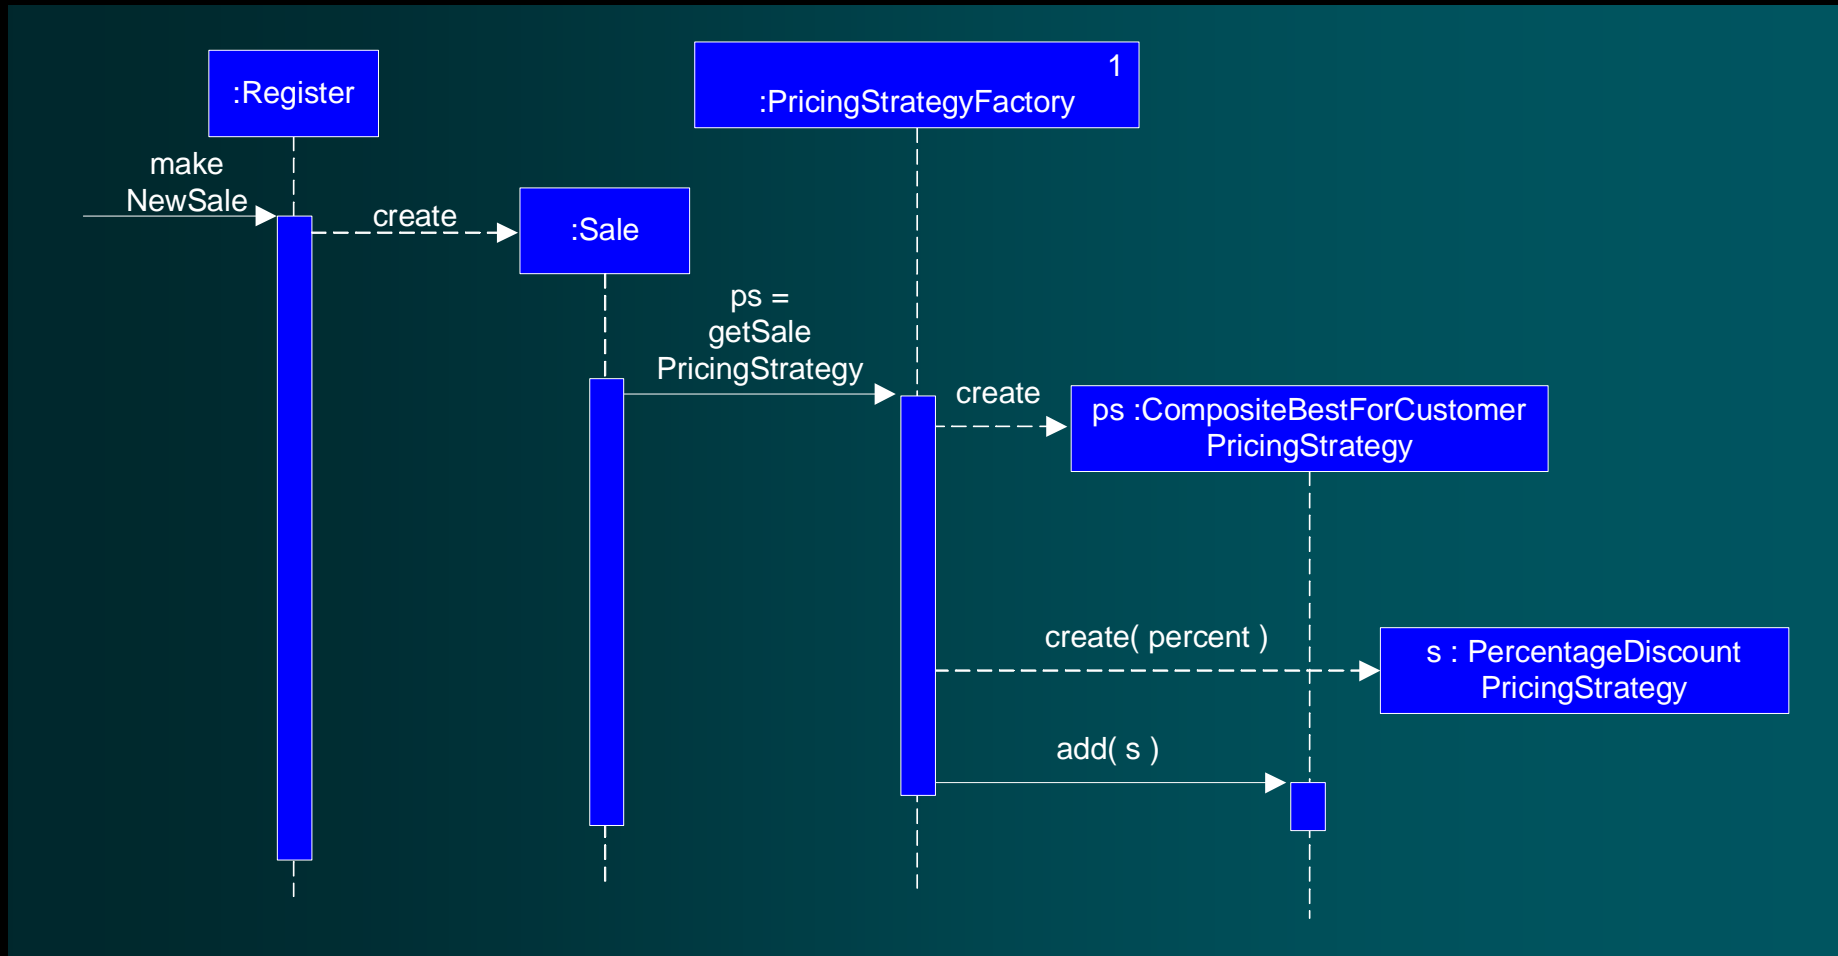 :Register
1
:PricingStrategyFactory
make
NewSale
create
:Sale
ps =
getSale
PricingStrategy
create
ps :CompositeBestForCustomer
PricingStrategy
create( percent )
s : PercentageDiscount
PricingStrategy
add( s )